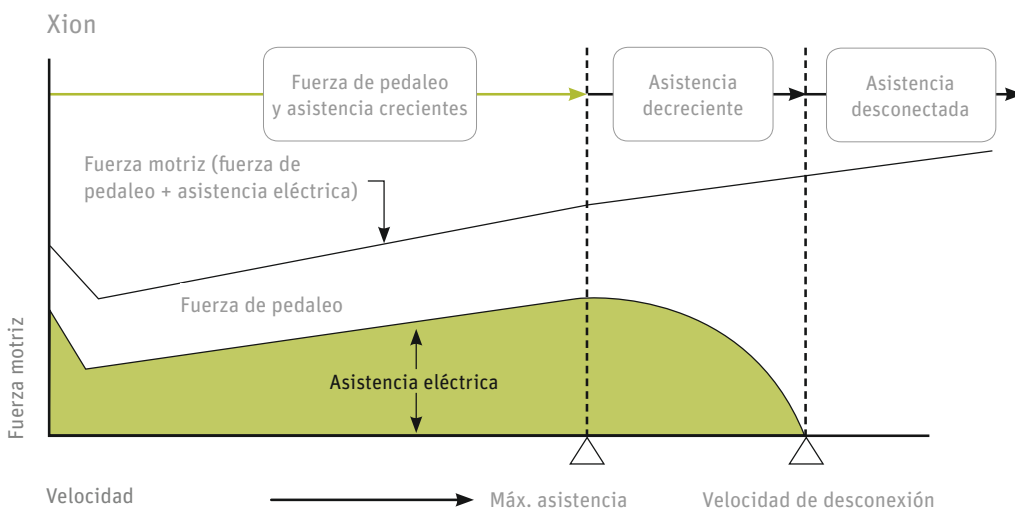 Xion
Fuerza de pedaleo
y asistencia crecientes
Asistencia
decreciente
Asistencia
desconectada
Fuerza motriz (fuerza de
pedaleo + asistencia eléctrica)
Fuerza de pedaleo
Asistencia eléctrica
Fuerza motriz
Velocidad
Máx. asistencia
Velocidad de desconexión